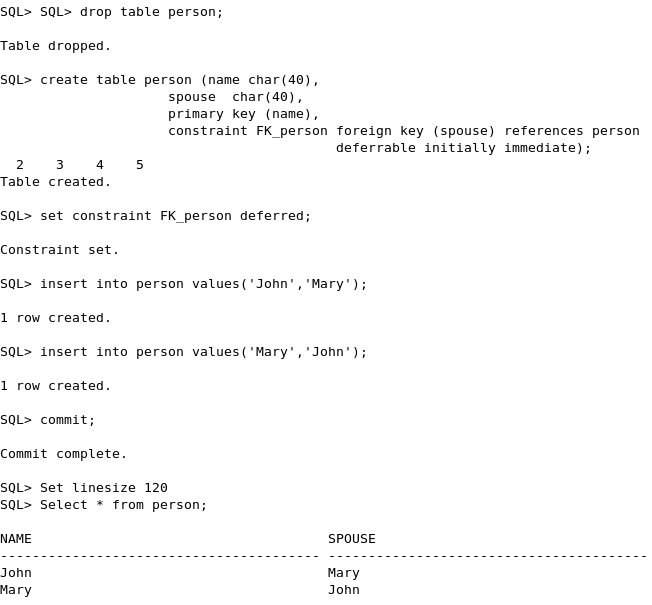 SQL> SQL> drop table person;
Table dropped.
SQL> create table person (name char(40),
spouse  char(40),
primary key (name),
constraint FK_person foreign key (spouse) references person
deferrable initially immediate);
  2    3    4    5
Table created.
SQL> set constraint FK_person deferred;
Constraint set.
SQL> insert into person values('John','Mary');
1 row created.
SQL> insert into person values('Mary','John');
1 row created.
SQL> commit;
Commit complete.
SQL> Set linesize 120
SQL> Select * from person;
NAME                                     SPOUSE
---------------------------------------- ----------------------------------------
John                                     Mary
Mary                                     John